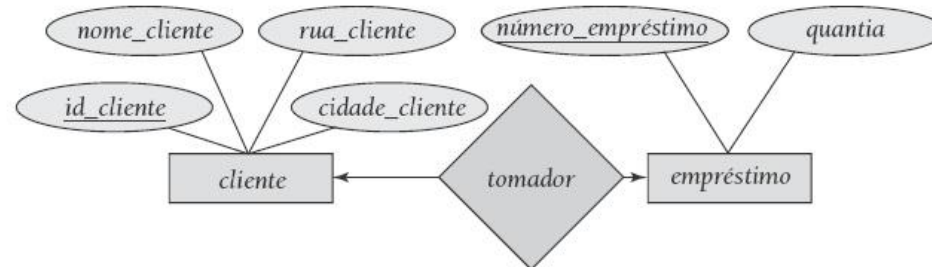 nome_cliente
rua_cliente
número_empréstimo
quantia
id_cliente
cidade_cliente
cliente
tomador
empréstimo